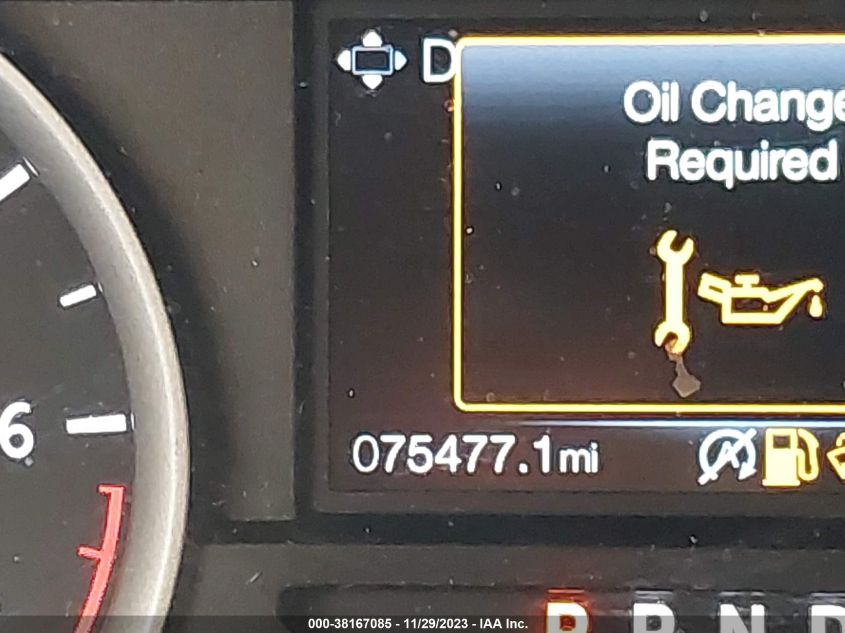 D
Oil Change
Required
6
075477.1mi
P R N D
000-38167085 - 11/29/2023 - IAA Inc.